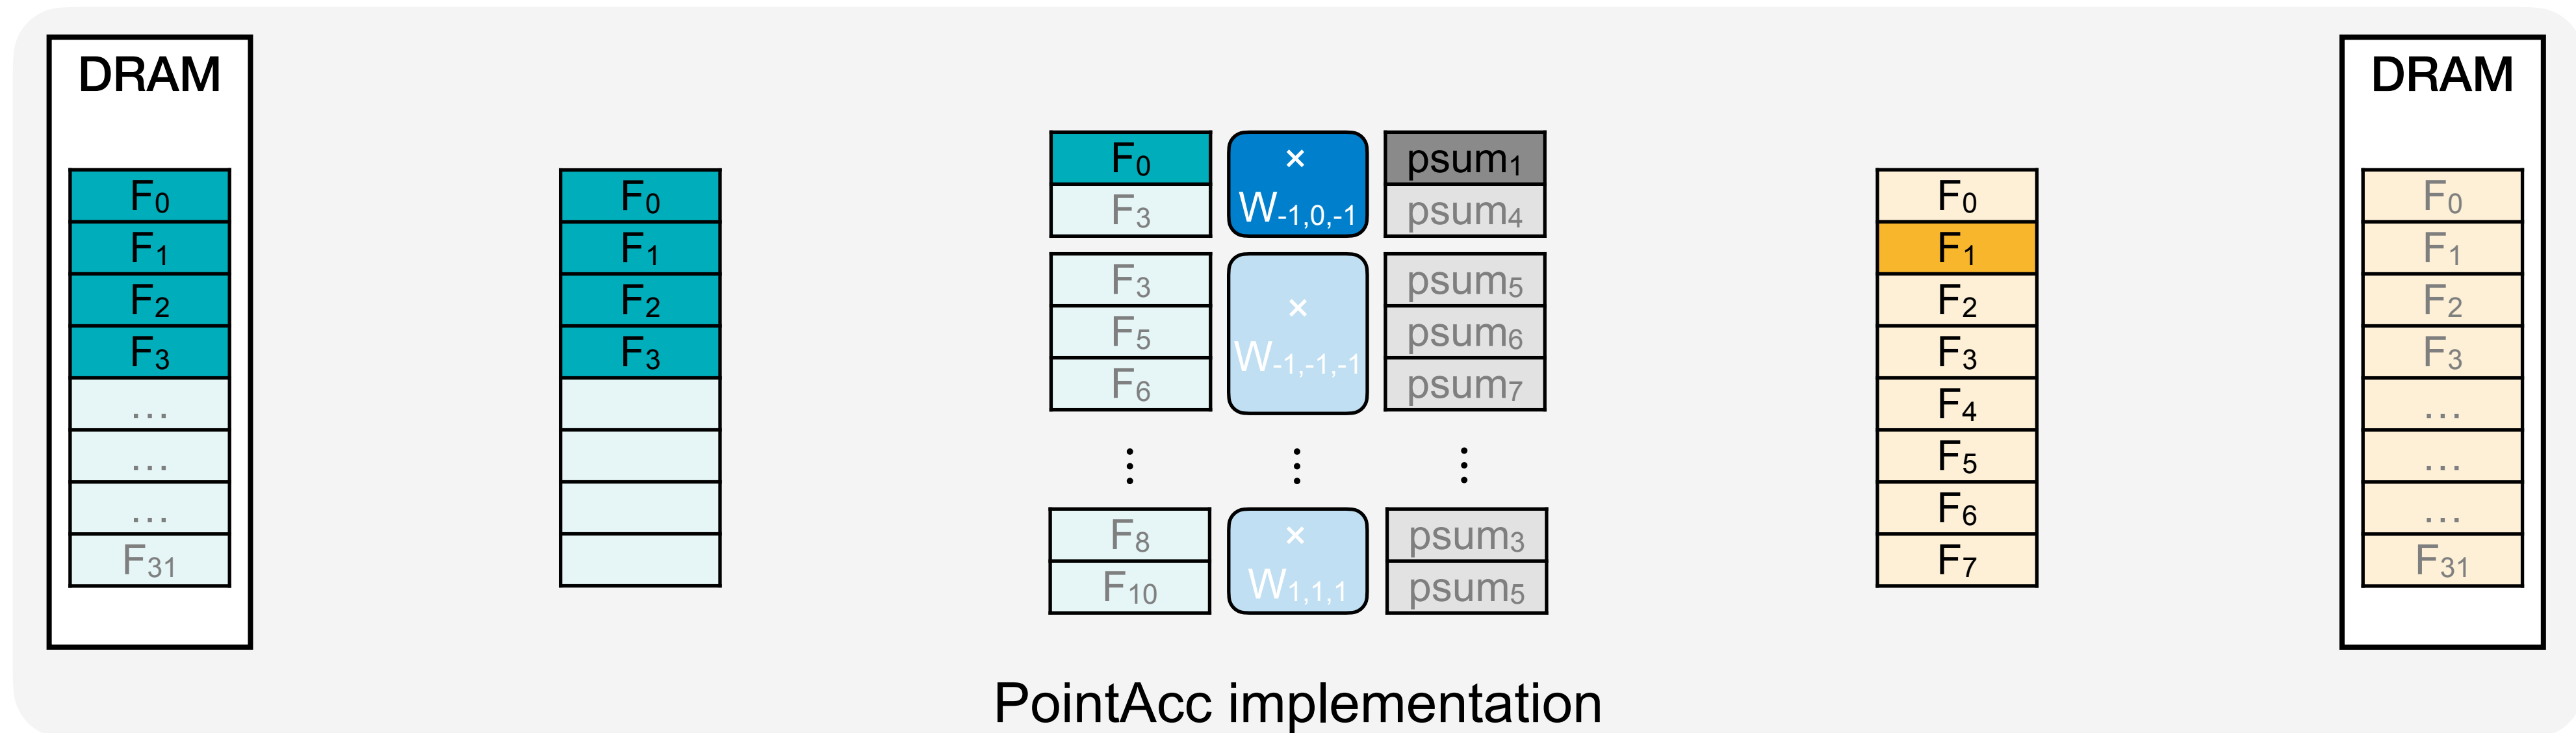 DRAM
F0
F1
F2
F3
...
...
...
F31
F0
F1
F2
F3
F0
F3
×
W-1,0,-1
psum1
psum4
F3
F5
F6
×
W-1,-1,-1
psum5
psum6
psum7
⋮ ⋮ ⋮
F8
F10
×
W1,1,1
psum3
psum5
F0
F1
F2
F3
F4
F5
F6
F7
DRAM
F0
F1
F2
F3
...
...
...
F31
PointAcc implementation